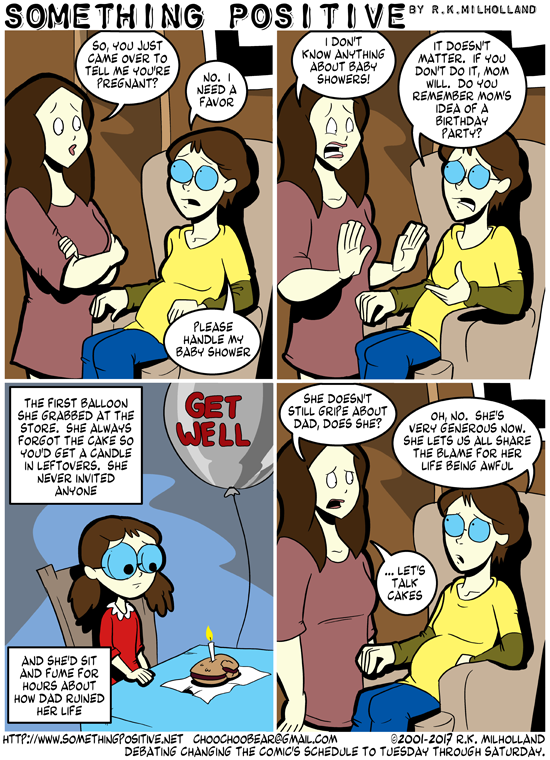 SOMETHING POSITIVE BY R.K.MILHOLLAND
SO, YOU JUST
CAME OVER TO
TELL ME YOU'RE
PREGNANT?
NO. I
NEED A
FAVOR
PLEASE
HANDLE MY
BABY SHOWER
I DON'T
KNOW ANYTHING
ABOUT BABY
SHOWERS!
IT DOESN'T
MATTER. IF YOU
DON'T DO IT, MOM
WILL. DO YOU
REMEMBER MOM'S
IDEA OF A
BIRTHDAY
PARTY?
THE FIRST BALLOON
SHE GRABBED AT THE
STORE. SHE ALWAYS
FORGOT THE CAKE SO
YOU'D GET A CANDLE
IN LEFTOVERS. SHE
NEVER INVITED
ANYONE
GET
WELL
AND SHE'D SIT
AND FUME FOR
HOURS ABOUT
HOW DAD RUINED
HER LIFE
SHE DOESN'T
STILL GRIPE ABOUT
DAD, DOES SHE?
OH, NO. SHE'S
VERY GENEROUS NOW.
SHE LETS US ALL SHARE
THE BLAME FOR HER
LIFE BEING AWFUL
... LET'S
TALK
CAKES
HTTP://WWW.SOMETHINGPOSITIVE.NET CHOOCHOOBEAR@GMAIL.COM ©2001-2017 R.K. MILHOLLAND
DEBATING CHANGING THE COMIC'S SCHEDULE TO TUESDAY THROUGH SATURDAY.